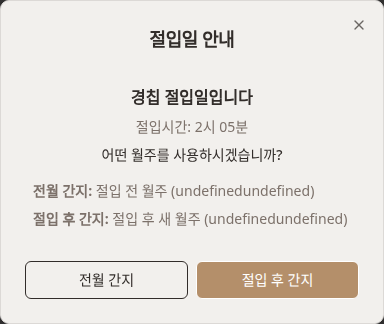 절입일 안내
경칩 절입일입니다
절입시간: 2시 05분
어떤 월주를 사용하시겠습니까?
전월 간지: 절입 전 월주 (undefinedundefined)
절입 후 간지: 절입 후 새 월주 (undefinedundefined)
전월 간지
절입 후 간지